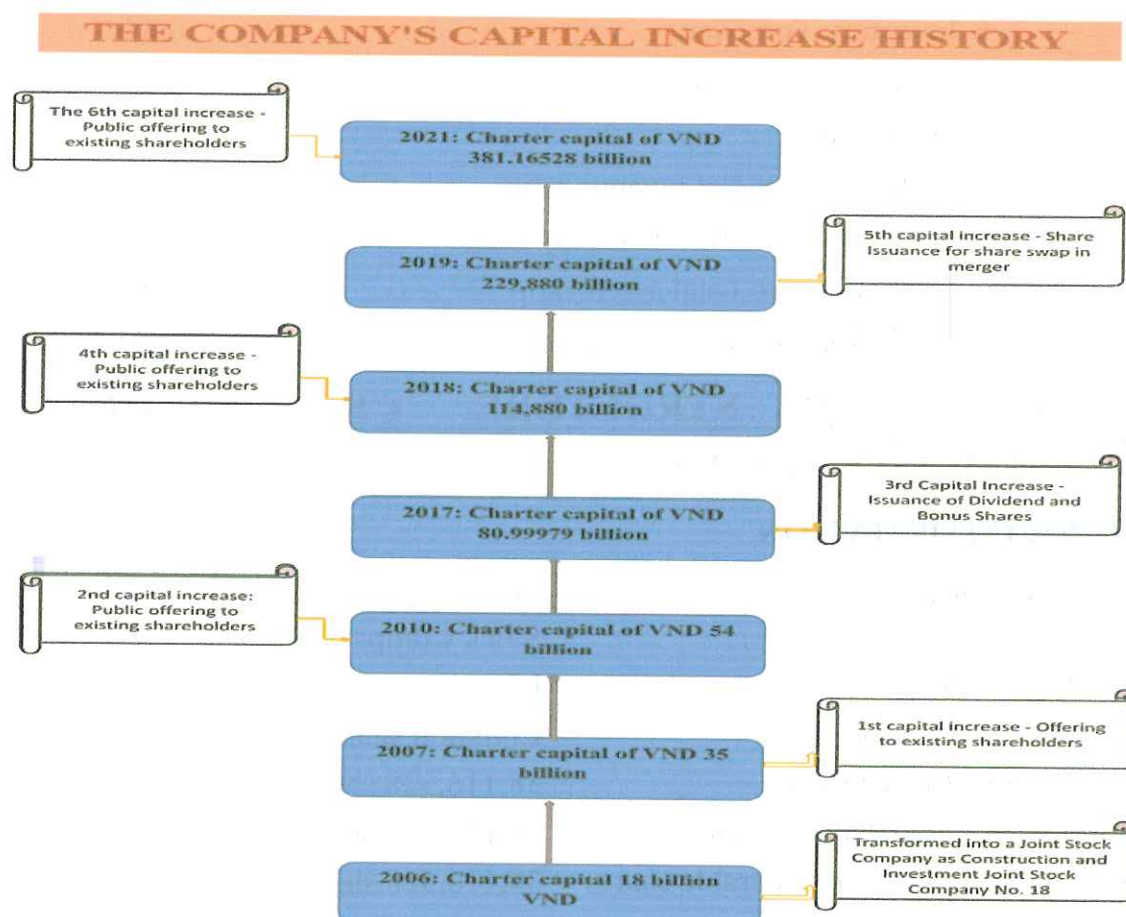 THE COMPANY'S CAPITAL INCREASE HISTORY
The 6th capital increase -
Public offering to
existing shareholders
2021: Charter capital of VND
381.16528 billion
5th capital increase - Share
Issuance for share swap in
merger
2019: Charter capital of VND
229,880 billion
4th capital increase -
Public offering to
existing shareholders
2018: Charter capital of VND
114,880 billion
3rd Capital Increase -
Issuance of Dividend and
Bonus Shares
2017: Charter capital of VND
80,99979 billion
2nd capital increase:
Public offering to
existing shareholders
2010: Charter capital of VND 54
billion
1st capital increase - Offering
to existing shareholders
2007: Charter capital of VND 35
billion
Transformed into a Joint Stock
Company as Construction and
Investment Joint Stock
Company No. 18
2006: Charter capital 18 billion
VND